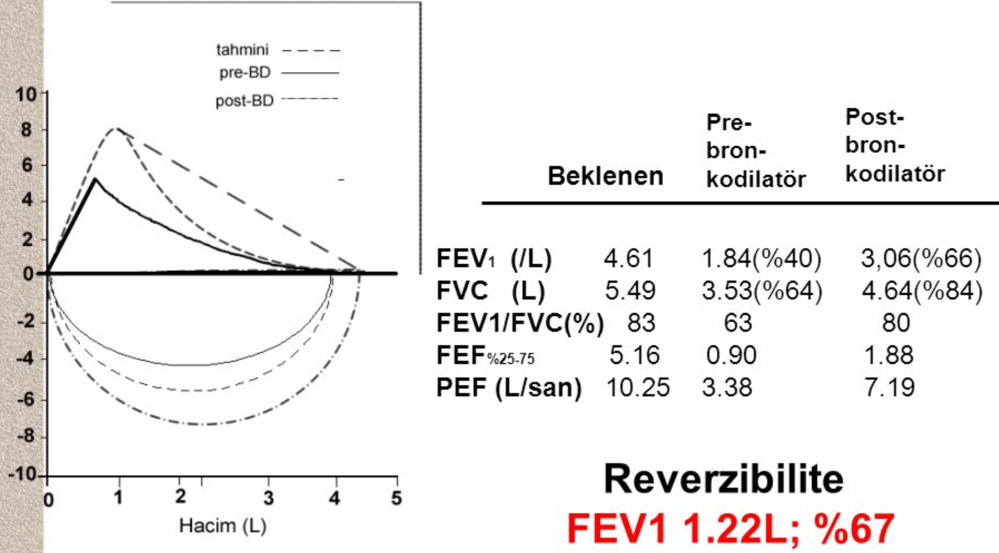 tahmini
pre-BD
post-BD
10
8
6
4
2
0
-2
-4
-6
-8
-10
0 1 2 3 4 5
Hacim (L)
Beklenen
Pre-
bron-
kodilatör
Post-
bron-
kodilatör
FEV1 (/L) 4.61 1.84(%40) 3,06(%66)
FVC (L) 5.49 3.53(%64) 4.64(%84)
FEV1/FVC(%) 83 63 80
FEF%25-75 5.16 0.90 1.88
PEF (L/san) 10.25 3.38 7.19
Reverzibilite
FEV1 1.22L; %67